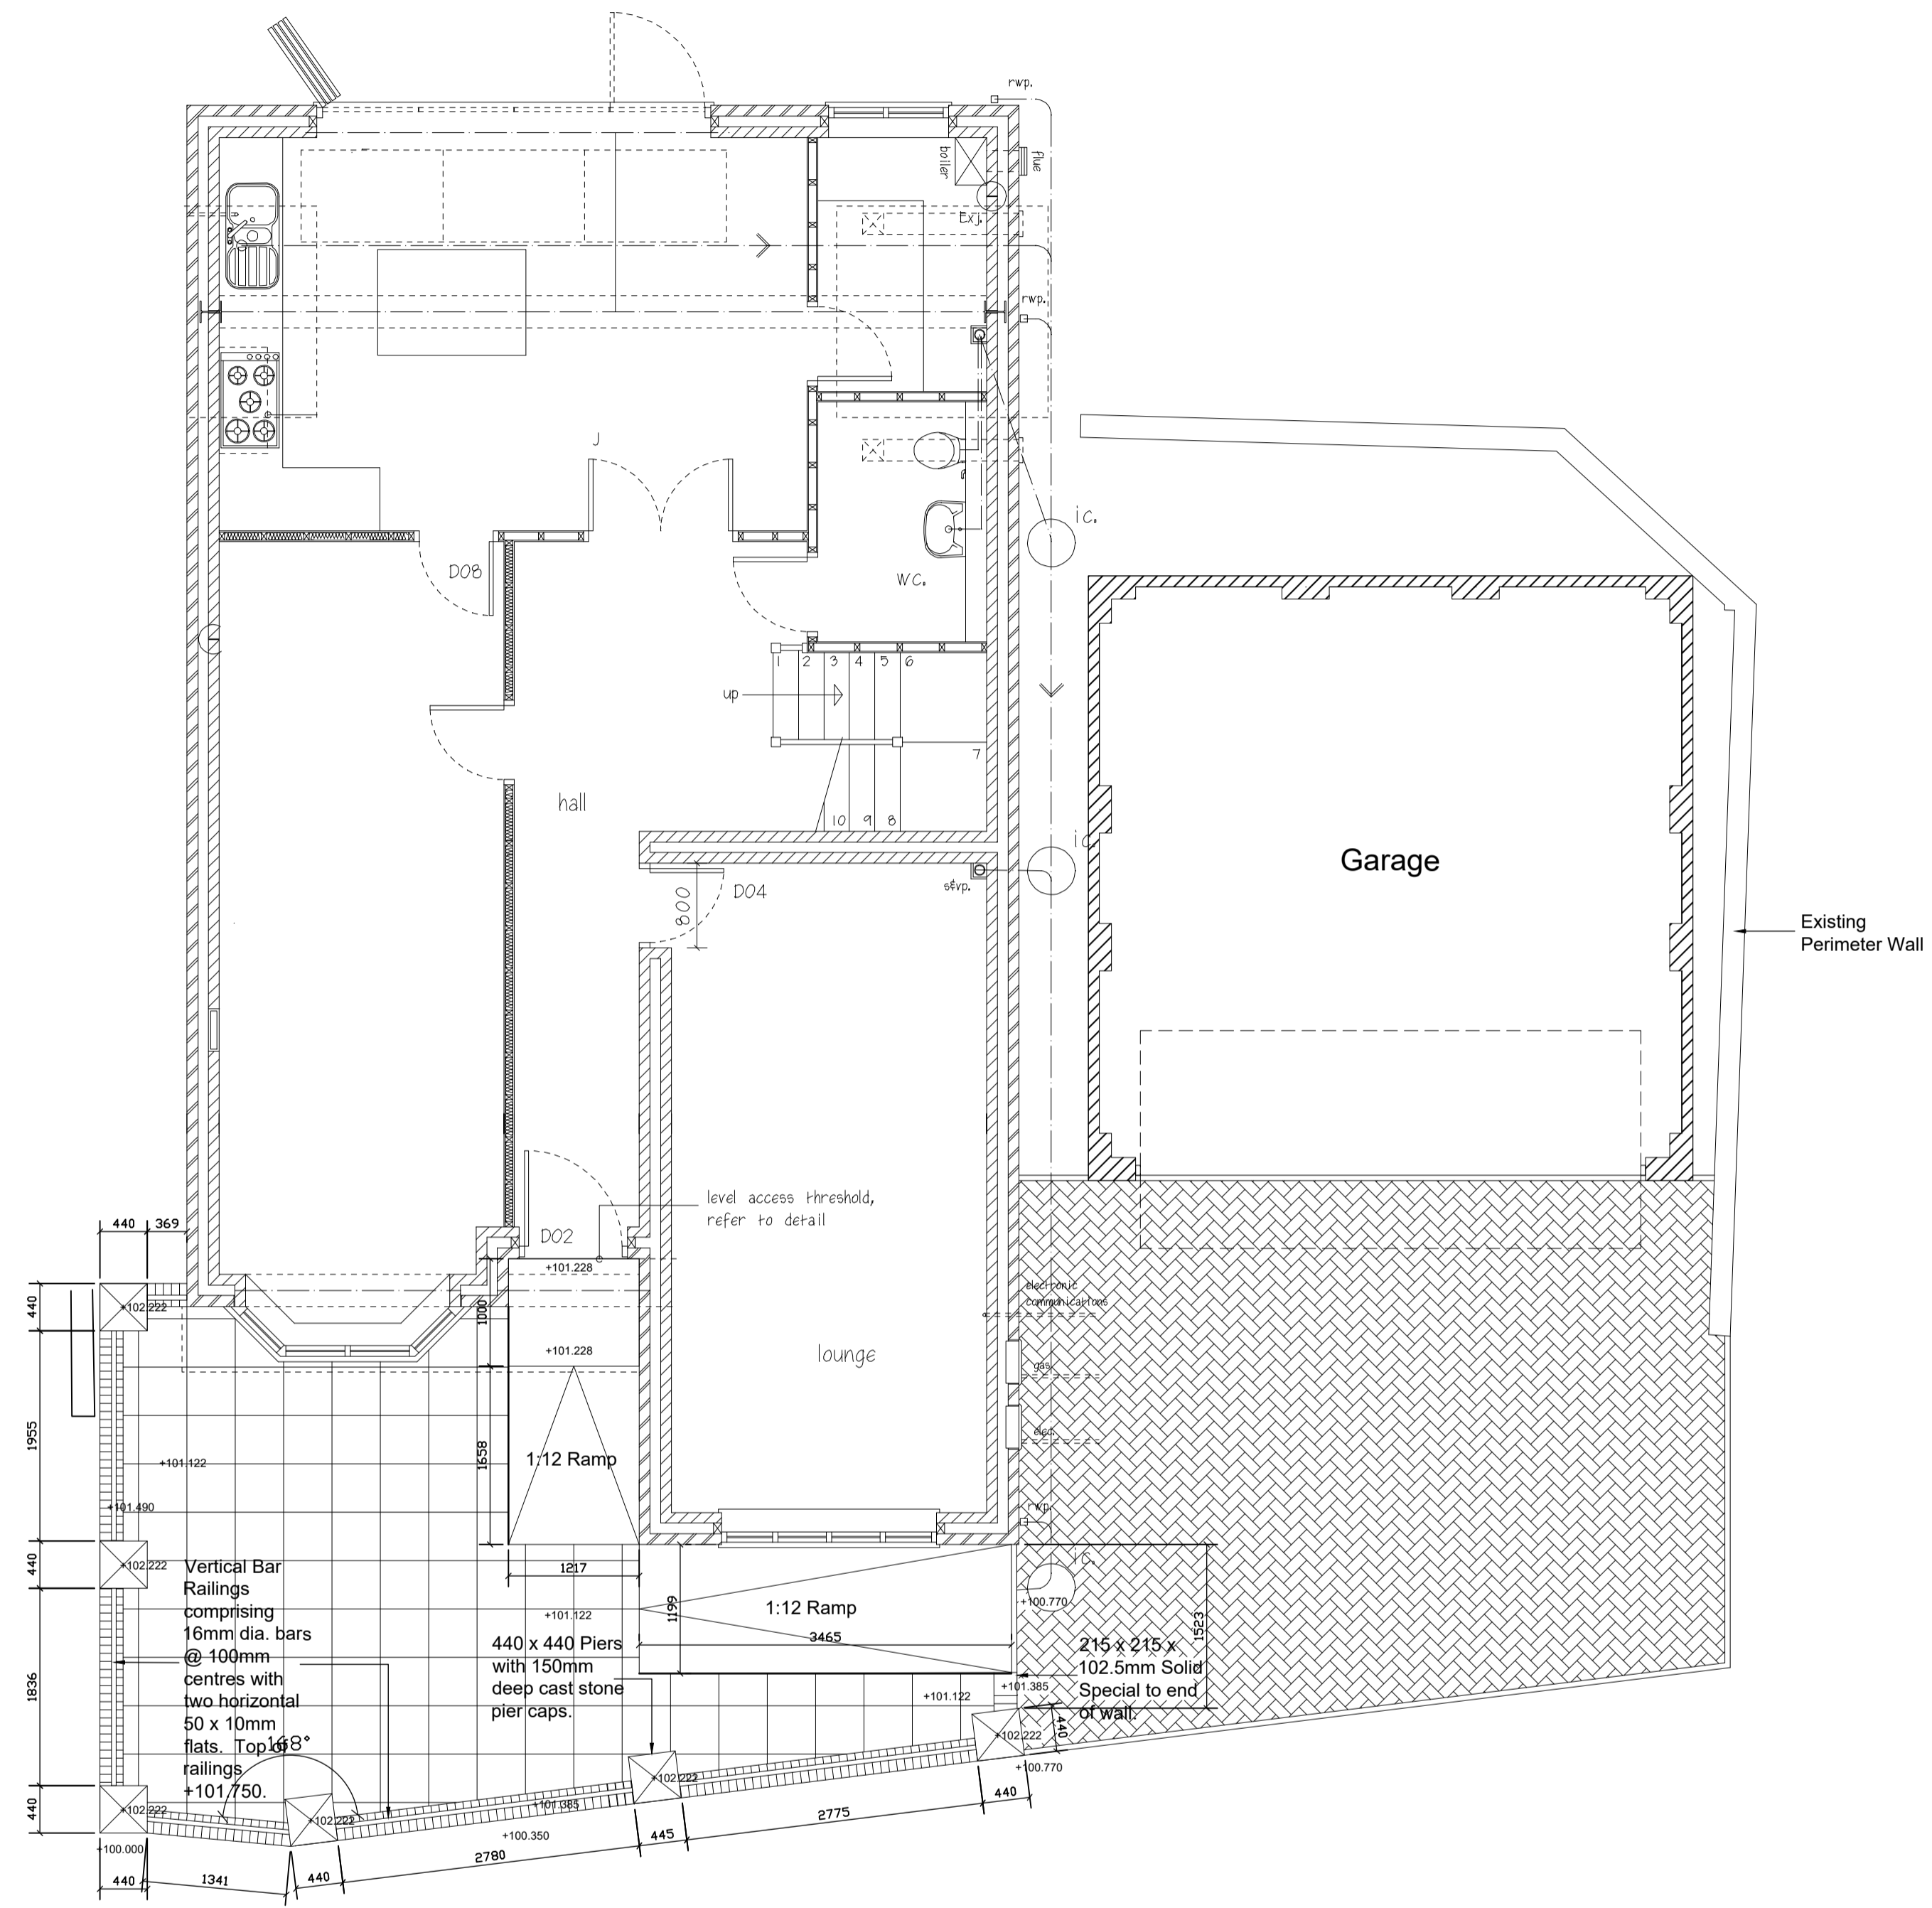 rwp.
boiler
flue
Exj.
rwp.
J
ic.
D08
WC.
1 2 3 4 5 6
up
7
hall
10 9 8
ic.
Garage
s&vp.
D04
800
Existing
Perimeter Wall
level access threshold,
refer to detail
D02
440 369
+101.228
electronic
communications
440
+102.222
1000
+101.228
lounge
gas
1955
1658
1:12 Ramp
elec.
+101.122
+101.490
rwp.
440
+102.222
Vertical Bar
Railings
comprising
16mm dia. bars
@ 100mm
centres with
two horizontal
50 x 10mm
flats. Top of
railings
+101.750.
168°
1217
ic.
+100.770
+101.122
1199
1:12 Ramp
3465
1523
440 x 440 Piers
with 150mm
deep cast stone
pier caps.
215 x 215 x
102.5mm Solid
Special to end
of wall.
+101.385
+101.122
1836
+102.222
440
+100.770
+102.222
440
+102.222
+102.222
+101.385
+100.350
+100.000
440
1341
440
2780
445
2775
440